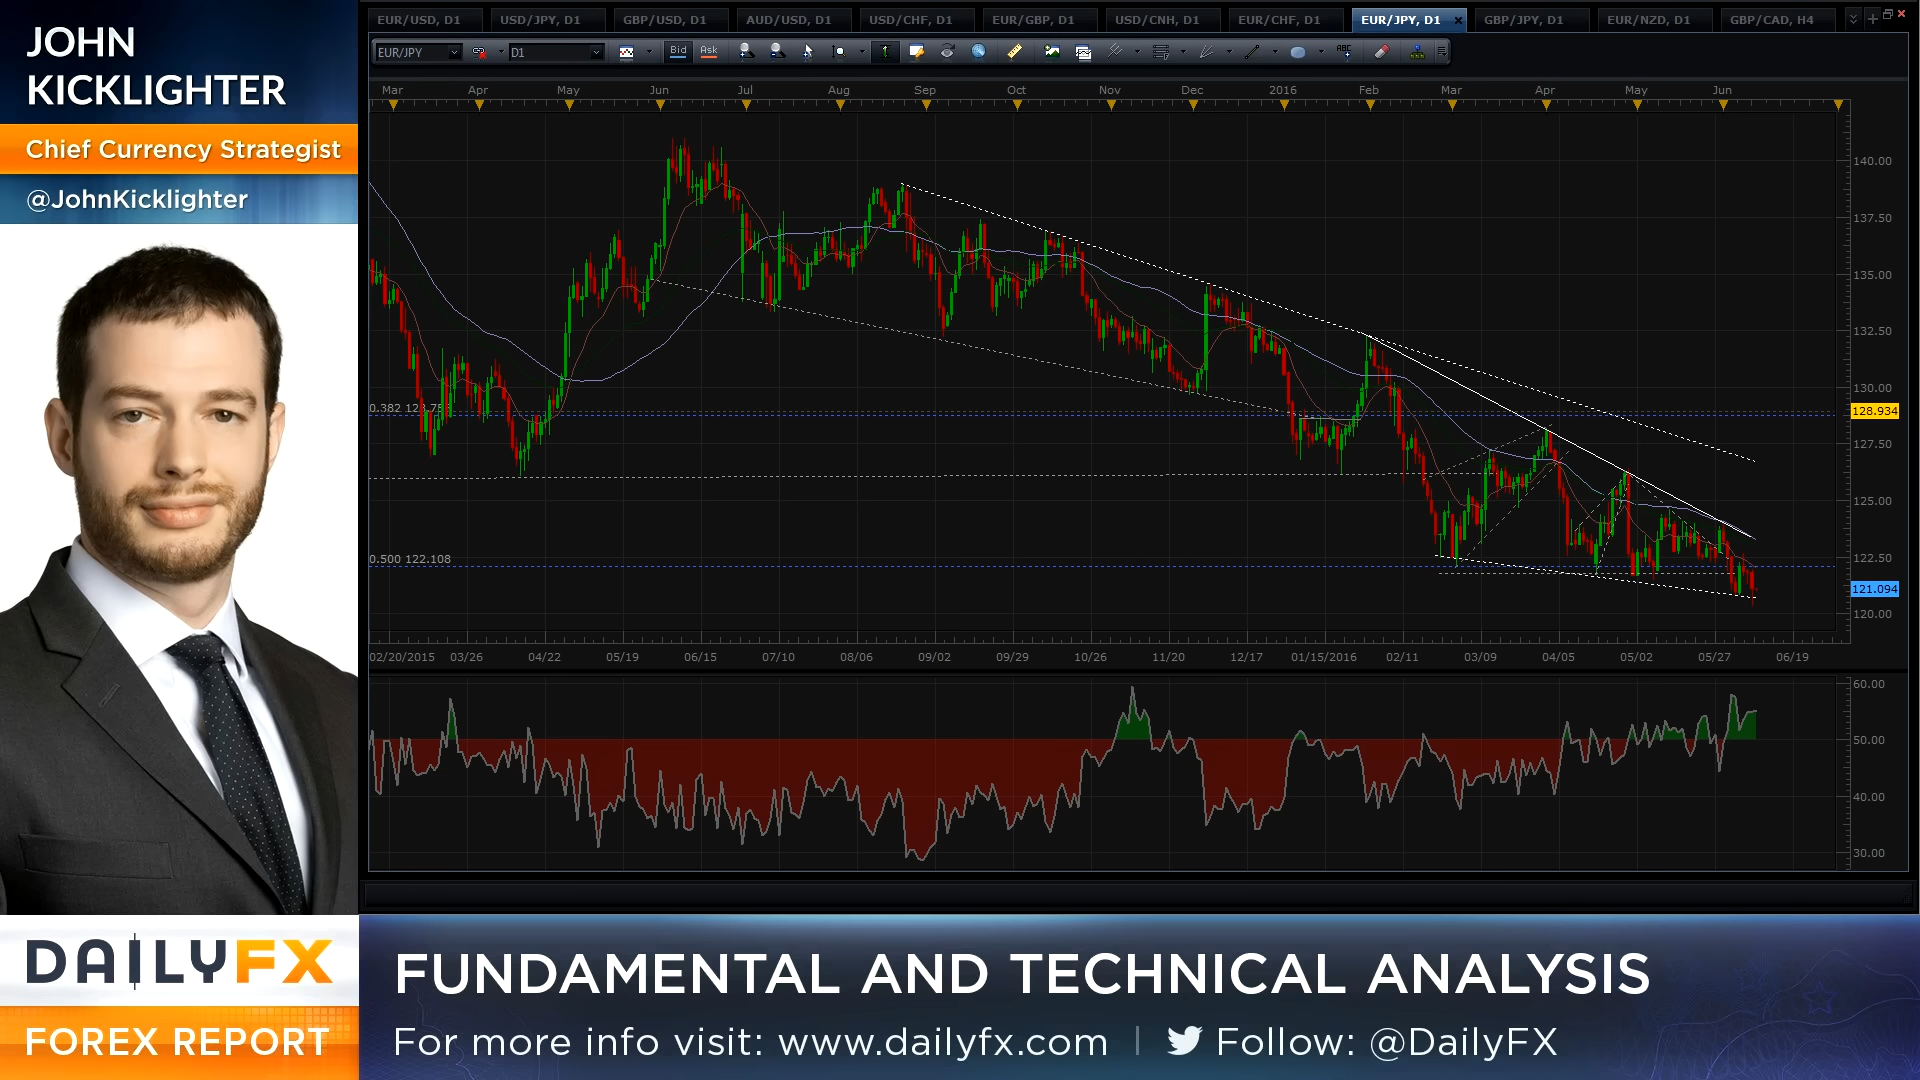 JOHN
KICKLIGHTER
Chief Currency Strategist
@JohnKicklighter
EUR/USD, D1
USD/JPY, D1
GBP/USD, D1
AUD/USD, D1
USD/CHF, D1
EUR/GBP, D1
USD/CNH, D1
EUR/CHF, D1
EUR/JPY, D1
GBP/JPY, D1
EUR/NZD, D1
GBP/CAD, H4
EUR/JPY
D1
Bid
Ask
ABC
Mar
Apr
May
Jun
Jul
Aug
Sep
Oct
Nov
Dec
2016
Feb
Mar
Apr
May
Jun
140.00
137.50
135.00
132.50
130.00
128.934
127.50
125.00
122.50
121.094
120.00
0.382
0.500 122.108
02/20/2015
03/26
04/22
05/19
06/15
07/10
08/06
09/02
09/29
10/26
11/20
12/17
01/15/2016
02/11
03/09
04/05
05/02
05/27
06/19
60.00
50.00
40.00
30.00
DAILYFX
FOREX REPORT
FUNDAMENTAL AND TECHNICAL ANALYSIS
For more info visit: www.dailyfx.com | Follow: @DailyFX